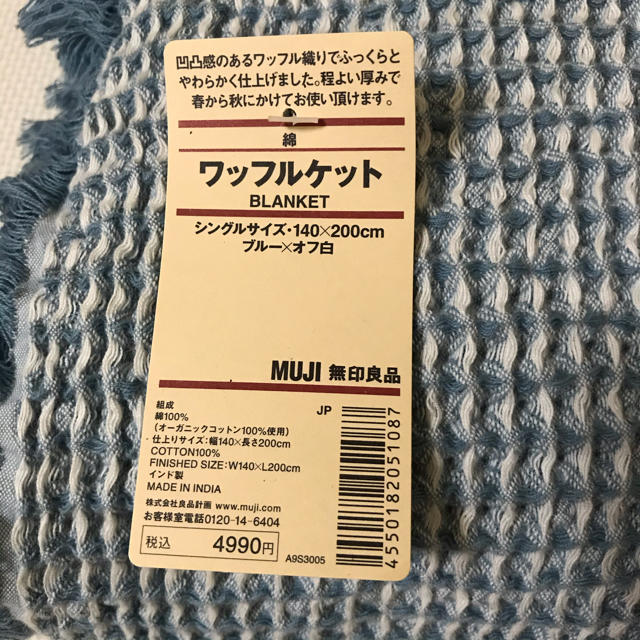 凹凸感のあるワッフル織りでふっくらと
やわらかく仕上げました。程よい厚みで
春から秋にかけてお使い頂けます。
綿
ワッフルケット
BLANKET
シングルサイズ・140×200cm
ブルー×オフ白
MUJI 無印良品
組成
綿100%
(オーガニックコットン100%使用)
仕上りサイズ:幅140×長さ200cm
COTTON100%
FINISHED SIZE:W140×L200cm
インド製
MADE IN INDIA
株式会社良品計画 www.muji.com
お客様室電話0120-14-6404
税込 4990円
A9S3005
JP
4550182051087